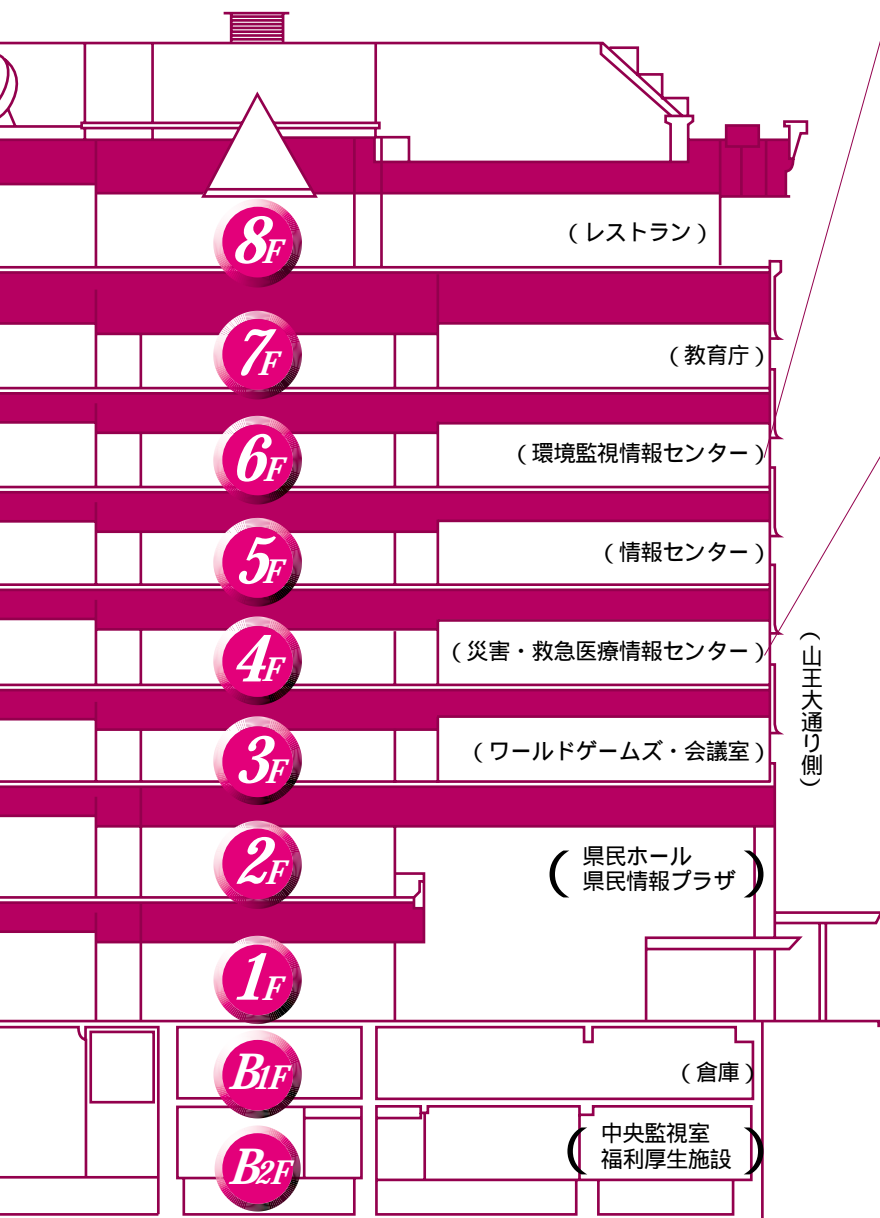 8F
(レストラン)
7F
(教育庁)
6F
(環境監視情報センター)
5F
(情報センター)
4F
(災害・救急医療情報センター)
3F
(ワールドゲームズ・会議室)
(山王大通り側)
2F
(県民ホール
県民情報プラザ)
1F
B1F
(倉庫)
B2F
(中央監視室
福利厚生施設)